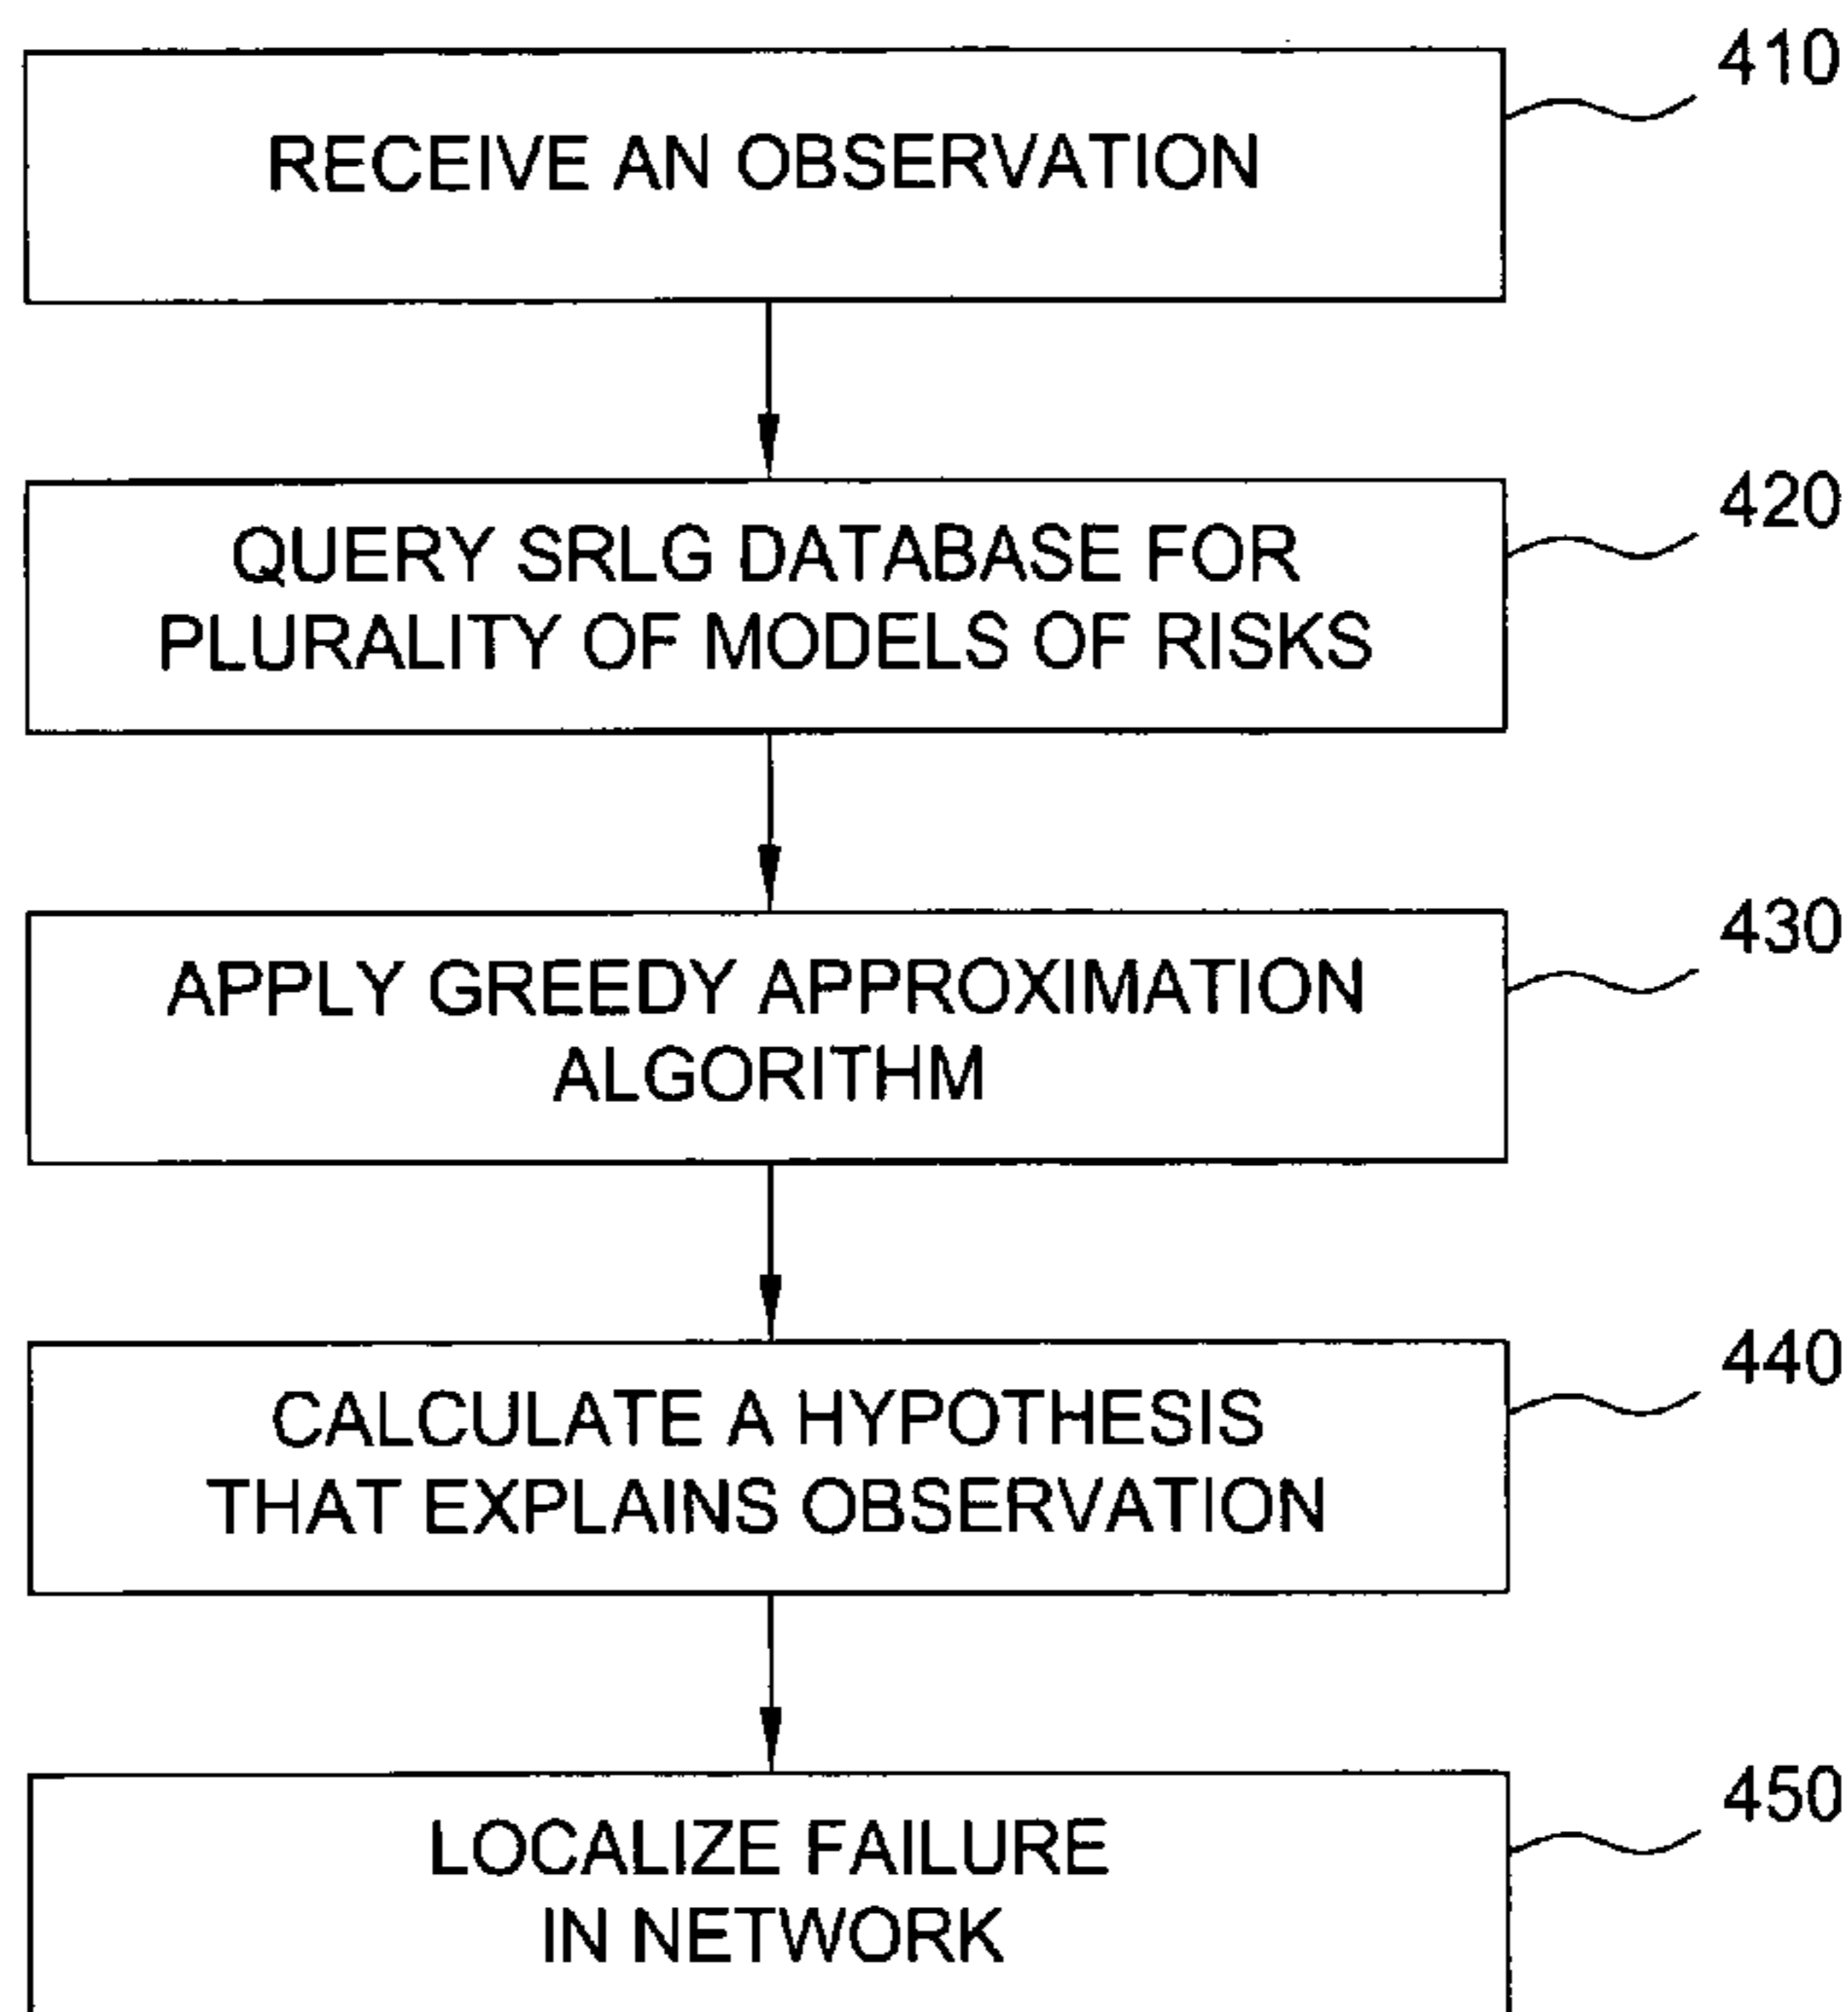 410
RECEIVE AN OBSERVATION
420
QUERY SRLG DATABASE FOR
PLURALITY OF MODELS OF RISKS
430
APPLY GREEDY APPROXIMATION
ALGORITHM
440
CALCULATE A HYPOTHESIS
THAT EXPLAINS OBSERVATION
450
LOCALIZE FAILURE
IN NETWORK